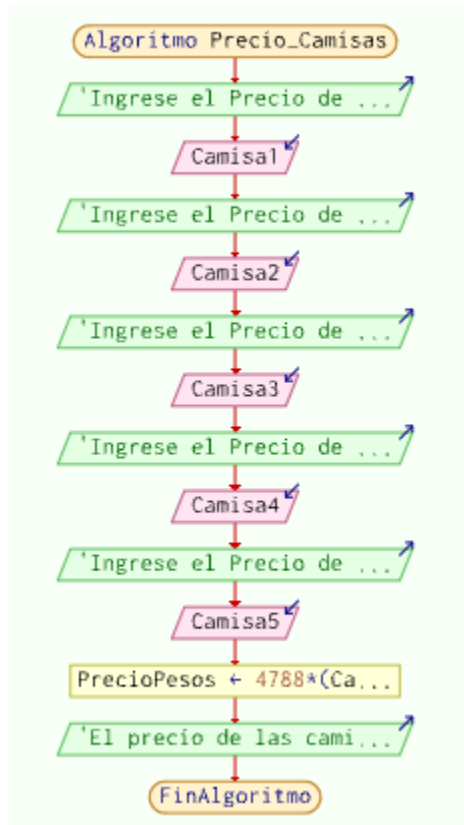 Algoritmo Precio_Camisas
'Ingrese el Precio de ...
Camisa1
'Ingrese el Precio de ...
Camisa2
'Ingrese el Precio de ...
Camisa3
'Ingrese el Precio de ...
Camisa4
'Ingrese el Precio de ...
Camisa5
PrecioPesos ← 4788*(Ca...
'El precio de las cami...
FinAlgoritmo